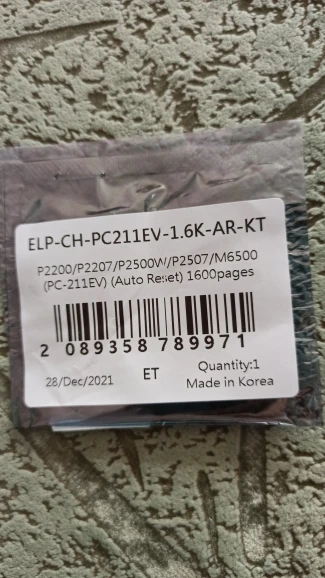 ELP-CH-PC211EV-1.6K-AR-KT
P2200/P2207/P2500W/P2507/M6500
(PC-211EV) (Auto Reset) 1600pages
2 089358 789971
28/Dec/2021 ET Quantity:1
Made in Korea